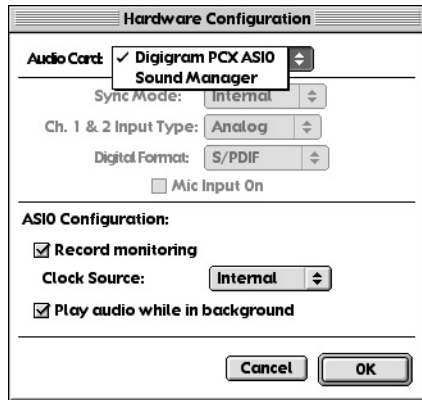 Hardware Configuration
Audio Card: ✓ Digigram PCX ASIO
Sound Manager
Sync Mode: Internal
Ch. 1 & 2 Input Type: Analog
Digital Format: S/PDIF
Mic Input On
ASIO Configuration:
Record monitoring
Clock Source: Internal
Play audio while in background
Cancel OK